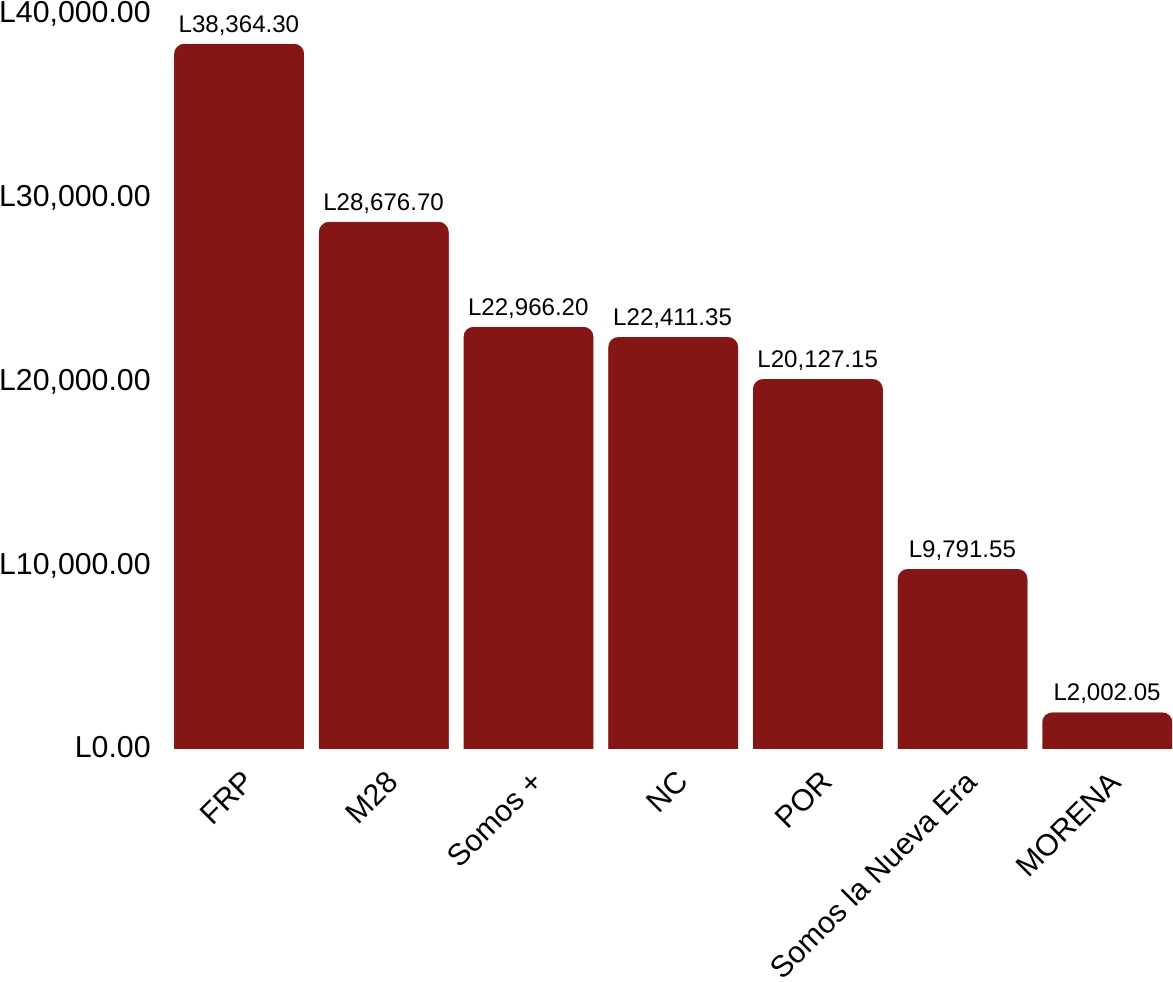 L40,000.00
L30,000.00
L20,000.00
L10,000.00
L0.00
L38,364.30
L28,676.70
L22,966.20
L22,411.35
L20,127.15
L9,791.55
L2,002.05
FRP
M28
Somos +
NC
POR
Somos la Nueva Era
MORENA